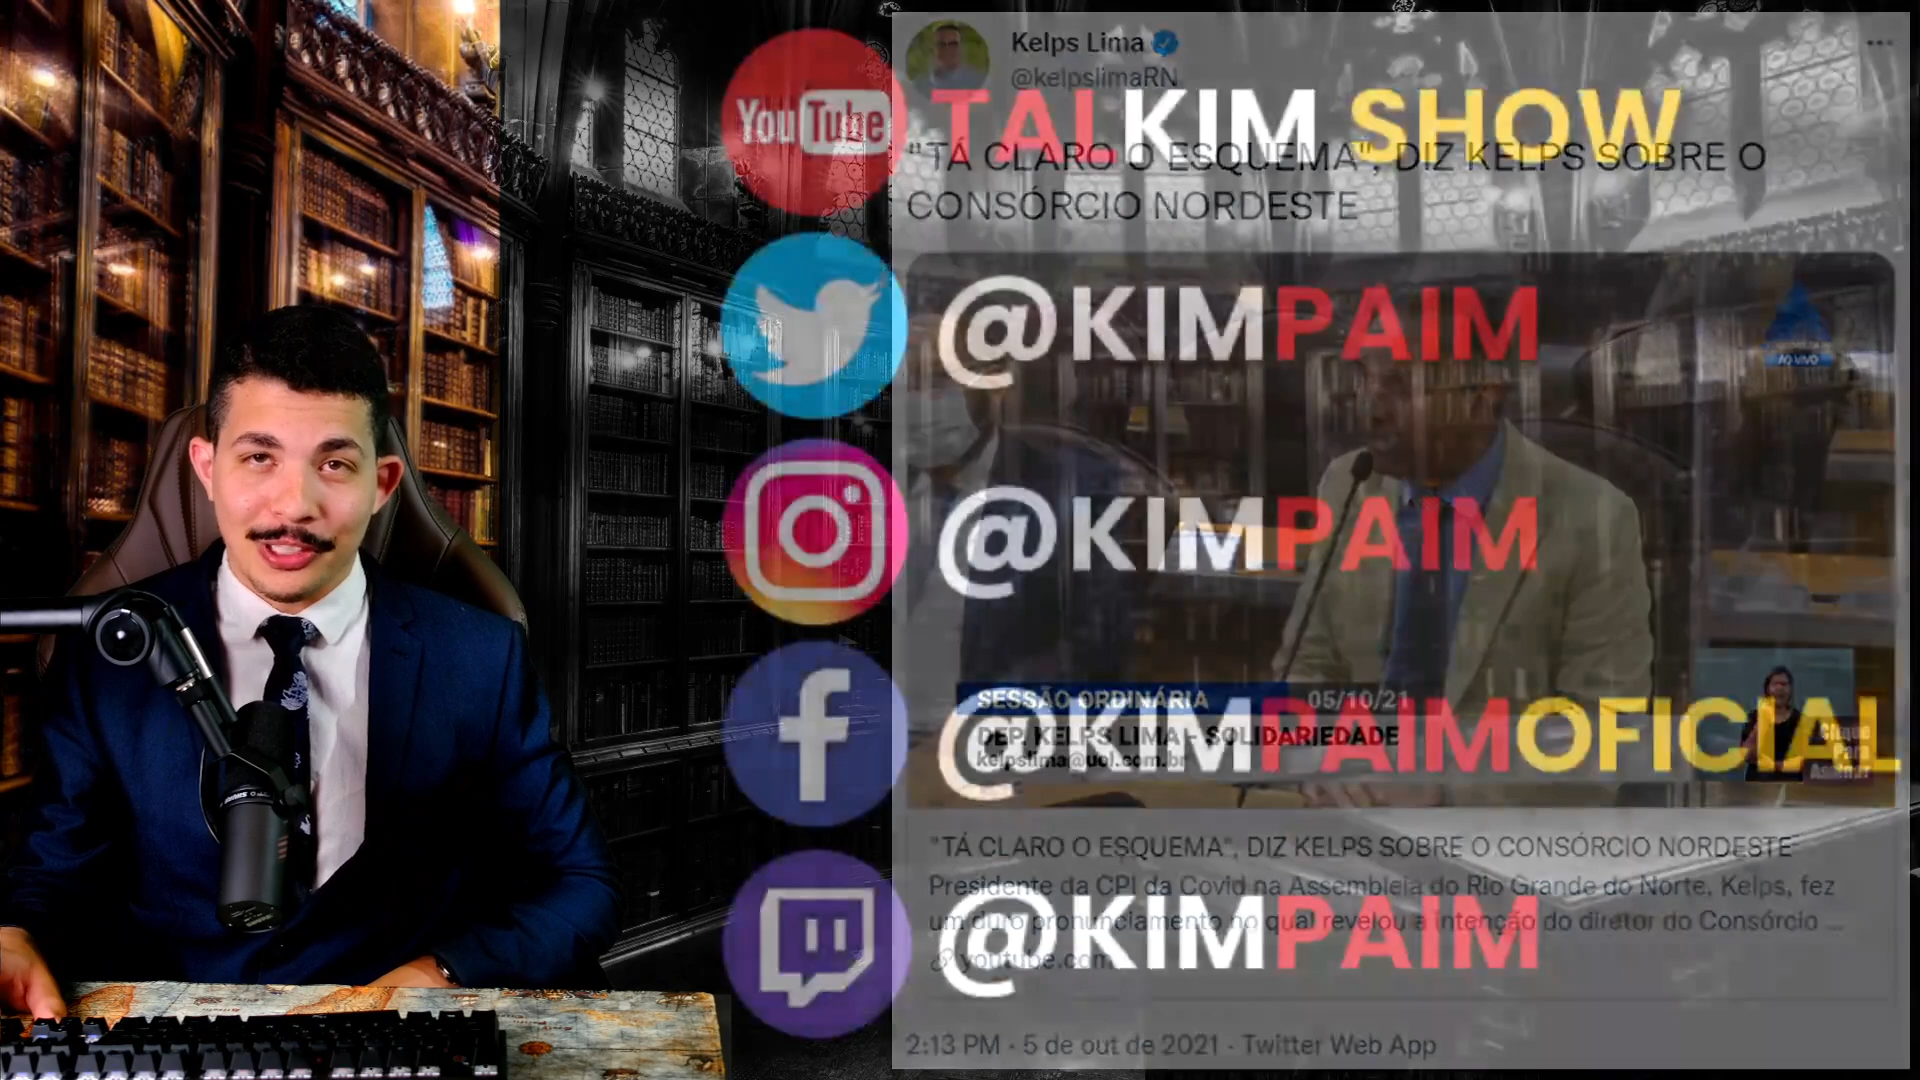 Kelps Lima
@kelpslimaRN
YouTube TALKIM SHOW
"TÁ CLARO O ESQUEMA", DIZ KELPS SOBRE O
CONSÓRCIO NORDESTE
@KIMPAIM
AO VIVO
@KIMPAIM
SESSÃO ORDINÁRIA 05/10/21
@KIMPAIMOFICIAL
DEP. KELPS LIMA - SOLIDARIEDADE
kelpslima@uol.com.br
"TÁ CLARO O ESQUEMA", DIZ KELPS SOBRE O CONSÓRCIO NORDESTE
Presidente da CPI da Covid na Assembleia do Rio Grande do Norte, Kelps, fez
um duro pronunciamento no qual revelou a intenção do diretor do Consórcio ...
@KIMPAIM
youtube.com
2:13 PM · 5 de out de 2021 · Twitter Web App